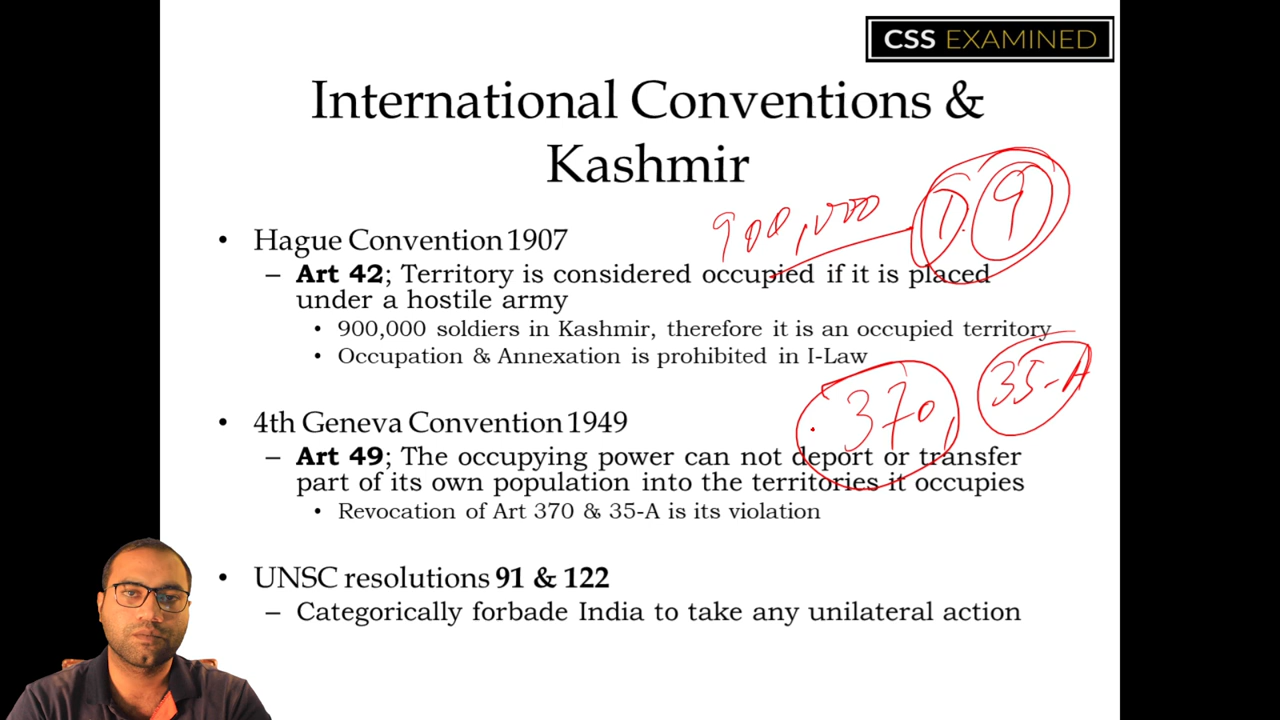 CSS EXAMINED
International Conventions &
Kashmir
900,000
1.9
• Hague Convention 1907
– Art 42; Territory is considered occupied if it is placed
under a hostile army
• 900,000 soldiers in Kashmir, therefore it is an occupied territory
• Occupation & Annexation is prohibited in I-Law
370, 35-A
• 4th Geneva Convention 1949
– Art 49; The occupying power can not deport or transfer
part of its own population into the territories it occupies
• Revocation of Art 370 & 35-A is its violation
• UNSC resolutions 91 & 122
– Categorically forbade India to take any unilateral action